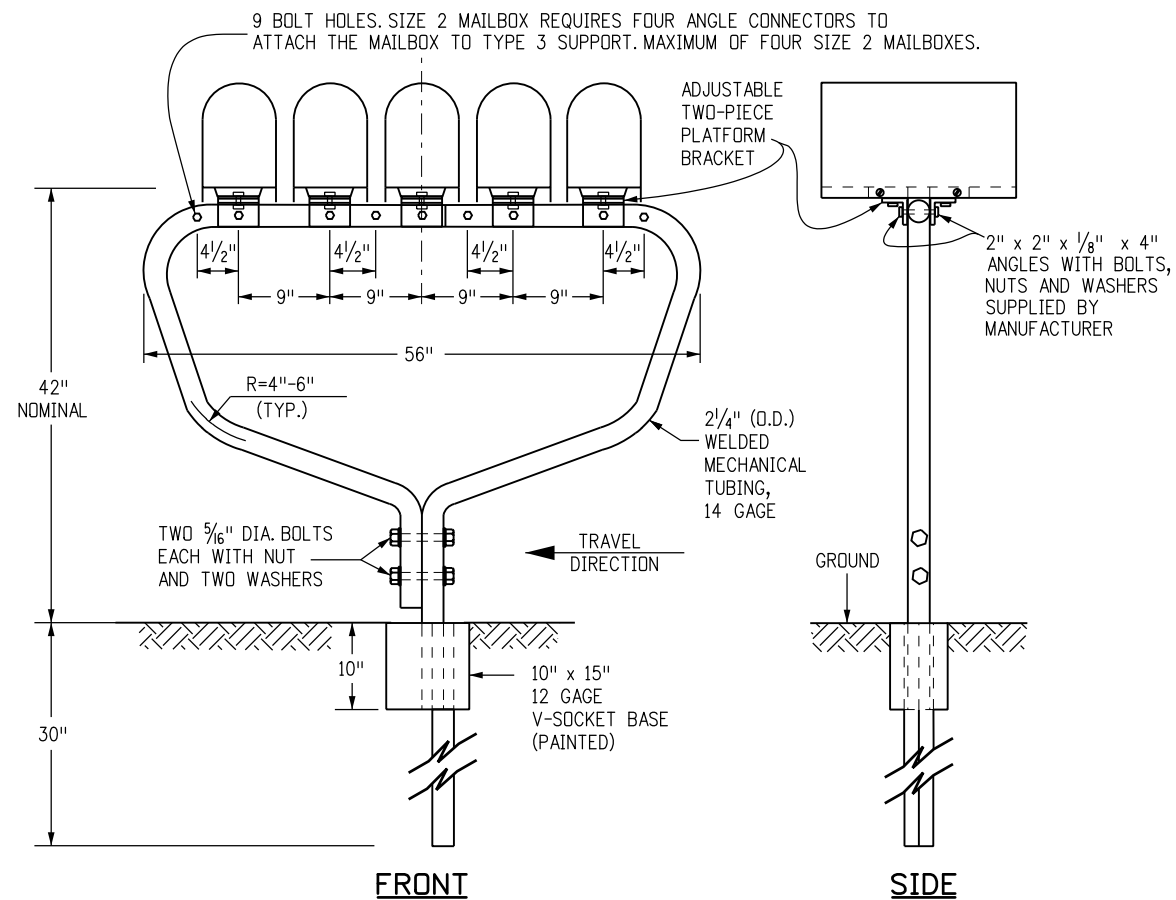 9 BOLT HOLES. SIZE 2 MAILBOX REQUIRES FOUR ANGLE CONNECTORS TO
ATTACH THE MAILBOX TO TYPE 3 SUPPORT. MAXIMUM OF FOUR SIZE 2 MAILBOXES.
ADJUSTABLE
TWO-PIECE
PLATFORM
BRACKET
4 1/2"
4 1/2"
4 1/2"
4 1/2"
9"
9"
9"
9"
56"
42"
NOMINAL
R=4"-6"
(TYP.)
2 1/4" (O.D.)
WELDED
MECHANICAL
TUBING,
14 GAGE
2" x 2" x 1/8" x 4"
ANGLES WITH BOLTS,
NUTS AND WASHERS
SUPPLIED BY
MANUFACTURER
TWO 5/16" DIA. BOLTS
EACH WITH NUT
AND TWO WASHERS
TRAVEL
DIRECTION
GROUND
10"
10" x 15"
12 GAGE
V-SOCKET BASE
(PAINTED)
30"
FRONT
SIDE